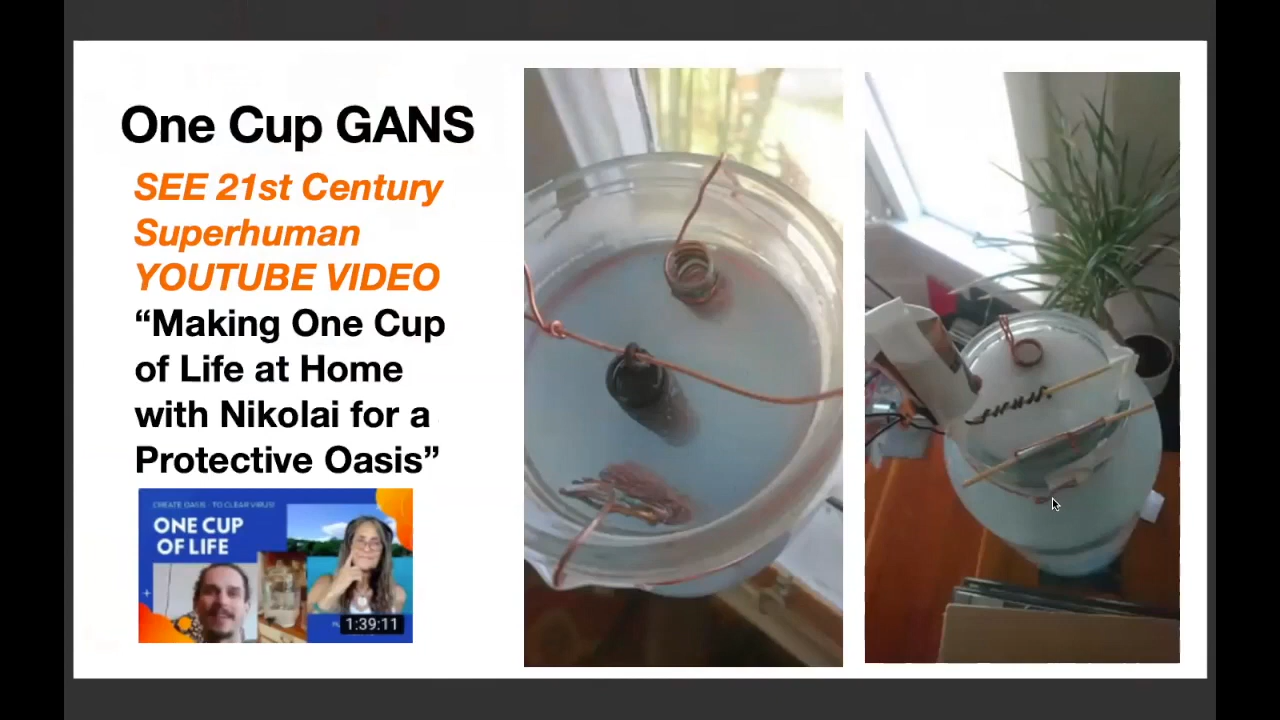 One Cup GANS
SEE 21st Century
Superhuman
YOUTUBE VIDEO
“Making One Cup
of Life at Home
with Nikolai for a
Protective Oasis”
CREATE OASIS - TO CLEAR VIRUS
ONE CUP
OF LIFE
1:39:11